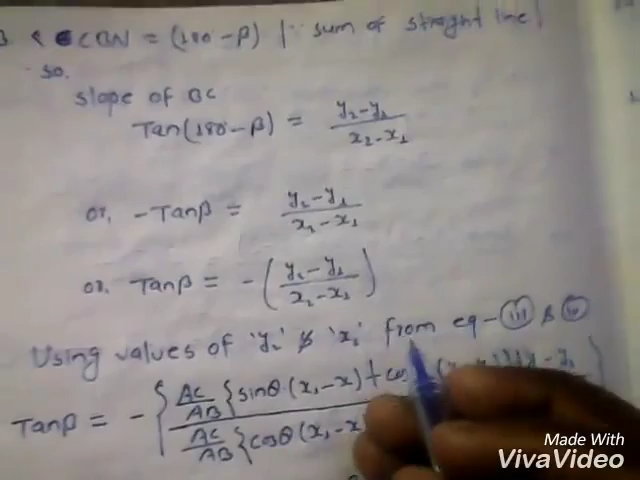 & ∠CBN = (180-β) | sum of straight line |
so.
slope of BC
Tan(180-β) = y₂-y₁ / x₂-x₁
or, -Tanβ = y₂-y₁ / x₂-x₁
or. Tanβ = -(y₂-y₁ / x₂-x₁)
Using values of 'y₂' & 'x₂' from eq- (iii) & (iv)
Tanβ = - { AC/AB {sinθ.(x₁-x)+cos
AC/AB {cosθ(x₁-x
Made With
VivaVideo